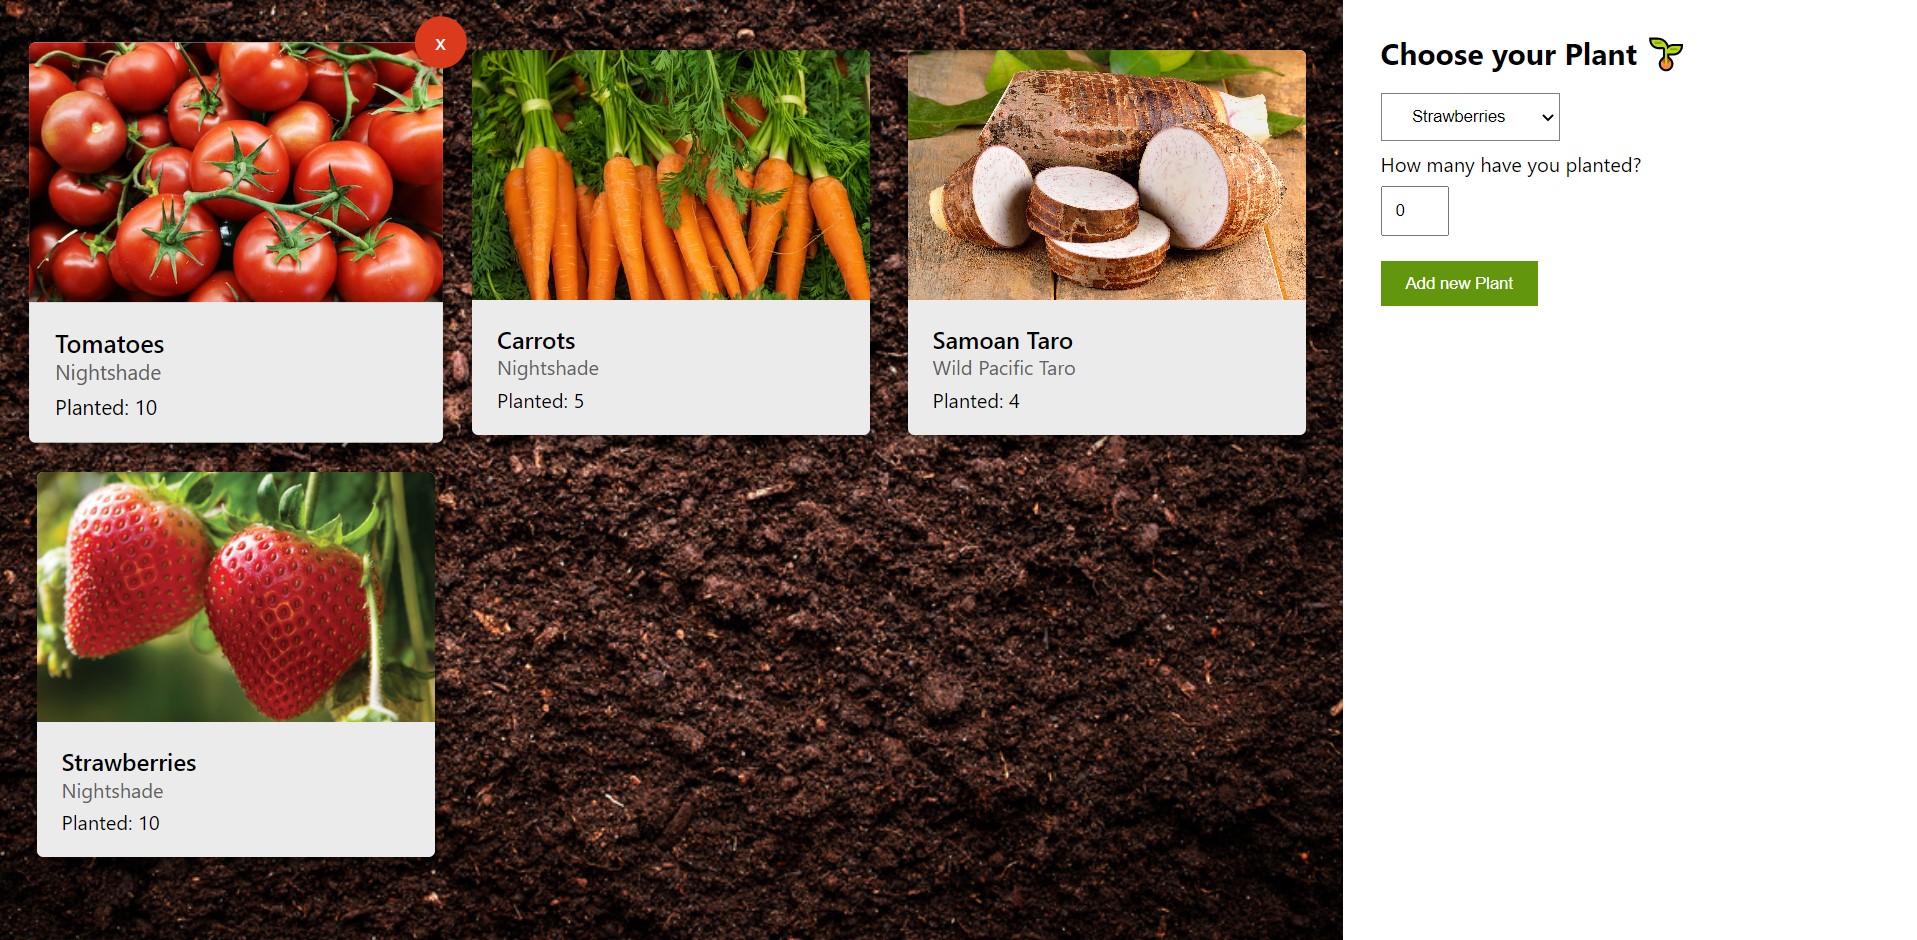 x
Tomatoes
Nightshade
Planted: 10
Carrots
Nightshade
Planted: 5
Samoan Taro
Wild Pacific Taro
Planted: 4
Strawberries
Nightshade
Planted: 10
Choose your Plant
Strawberries
How many have you planted?
0
Add new Plant